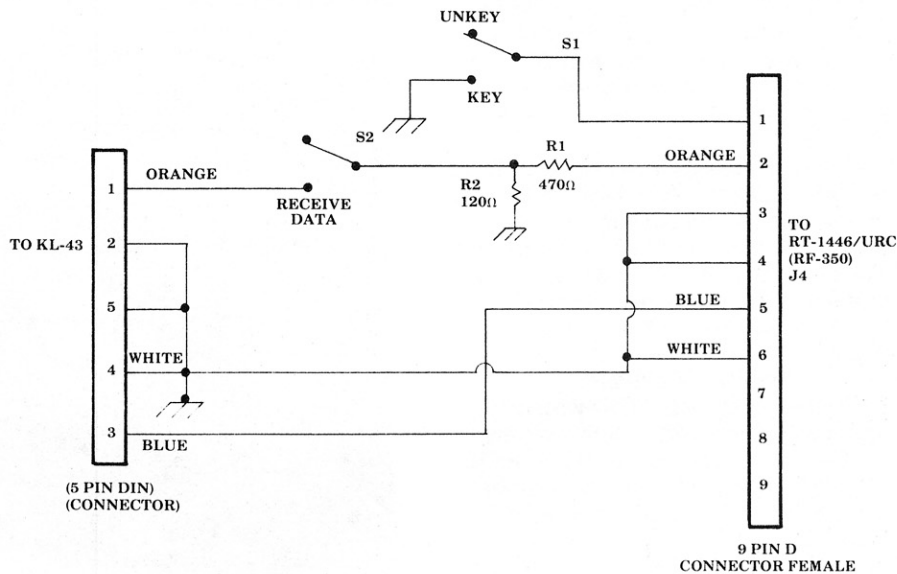 UNKEY
S1
KEY
S2
ORANGE
RECEIVE
DATA
R1
470Ω
R2
120Ω
ORANGE
TO KL-43
1
2
5
4
3
WHITE
BLUE
(5 PIN DIN)
(CONNECTOR)
BLUE
WHITE
1
2
3
4
5
6
7
8
9
TO
RT-1446/URC
(RF-350)
J4
9 PIN D
CONNECTOR FEMALE